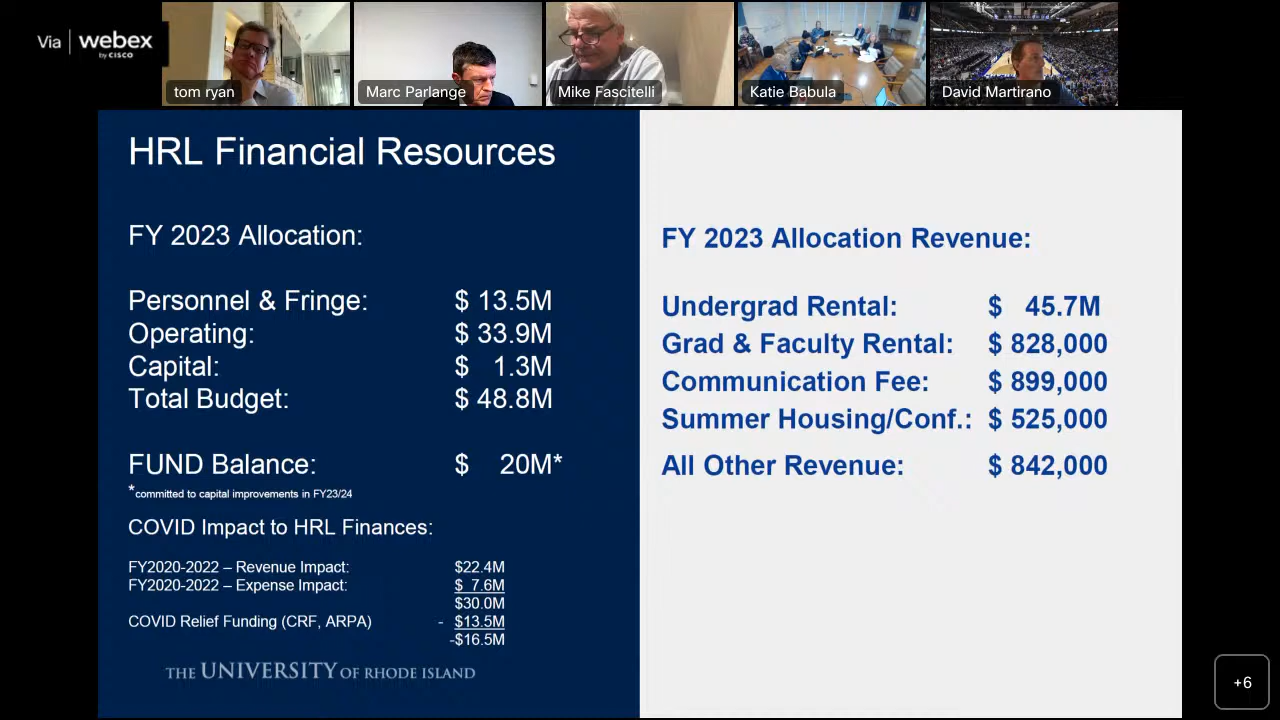 Via webex
by CISCO
tom ryan
Marc Parlange
Mike Fascitelli
Katie Babula
David Martirano
HRL Financial Resources
FY 2023 Allocation:
Personnel & Fringe: $ 13.5M
Operating: $ 33.9M
Capital: $ 1.3M
Total Budget: $ 48.8M
FUND Balance: $ 20M*
*committed to capital improvements in FY23/24
COVID Impact to HRL Finances:
FY2020-2022 – Revenue Impact: $22.4M
FY2020-2022 – Expense Impact: $ 7.6M
$30.0M
COVID Relief Funding (CRF, ARPA) - $13.5M
-$16.5M
THE UNIVERSITY OF RHODE ISLAND
FY 2023 Allocation Revenue:
Undergrad Rental: $ 45.7M
Grad & Faculty Rental: $ 828,000
Communication Fee: $ 899,000
Summer Housing/Conf.: $ 525,000
All Other Revenue: $ 842,000
+6